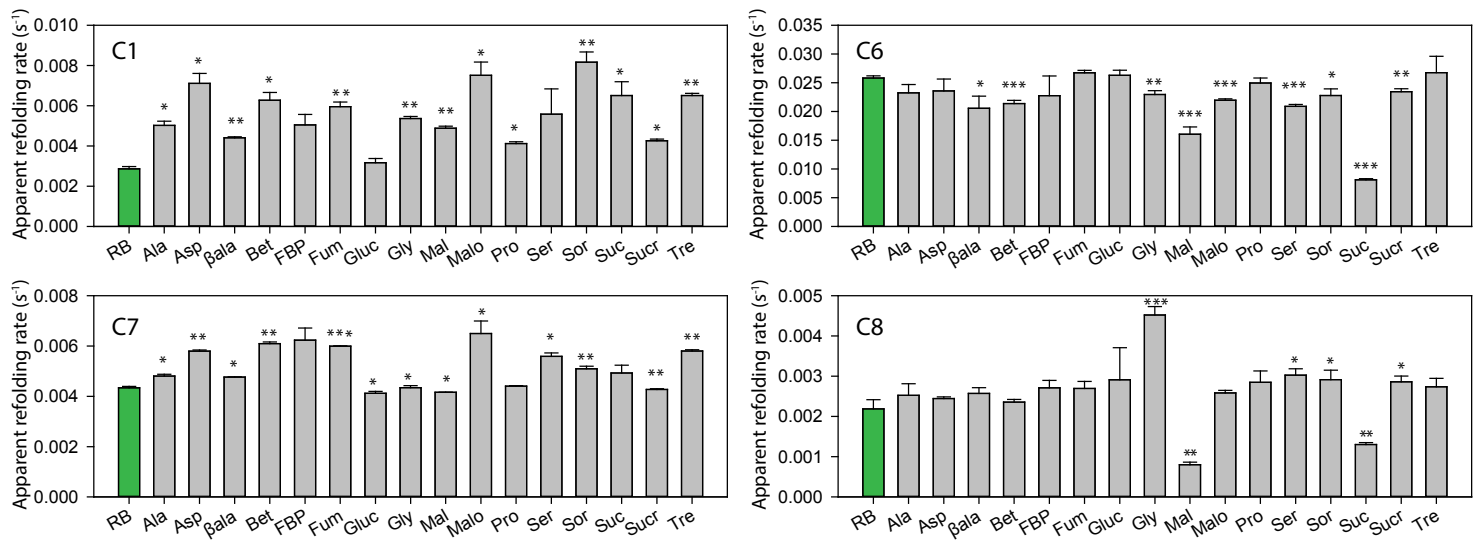 Apparent refolding rate (s⁻¹)
0.010
0.008
0.006
0.004
0.002
0.000
C1
* * ** * ** ** ** * * ** * * **
RB Ala Asp βala Bet FBP Fum Gluc Gly Mal Malo Pro Ser Sor Suc Sucr Tre
Apparent refolding rate (s⁻¹)
0.035
0.030
0.025
0.020
0.015
0.010
0.005
0.000
C6
* *** ** *** *** *** * *** **
RB Ala Asp βala Bet FBP Fum Gluc Gly Mal Malo Pro Ser Sor Suc Sucr Tre
Apparent refolding rate (s⁻¹)
0.008
0.006
0.004
0.002
0.000
C7
* ** * ** *** * * * * * ** ** **
RB Ala Asp βala Bet FBP Fum Gluc Gly Mal Malo Pro Ser Sor Suc Sucr Tre
Apparent refolding rate (s⁻¹)
0.005
0.004
0.003
0.002
0.001
0.000
C8
*** ** * * ** *
RB Ala Asp βala Bet FBP Fum Gluc Gly Mal Malo Pro Ser Sor Suc Sucr Tre